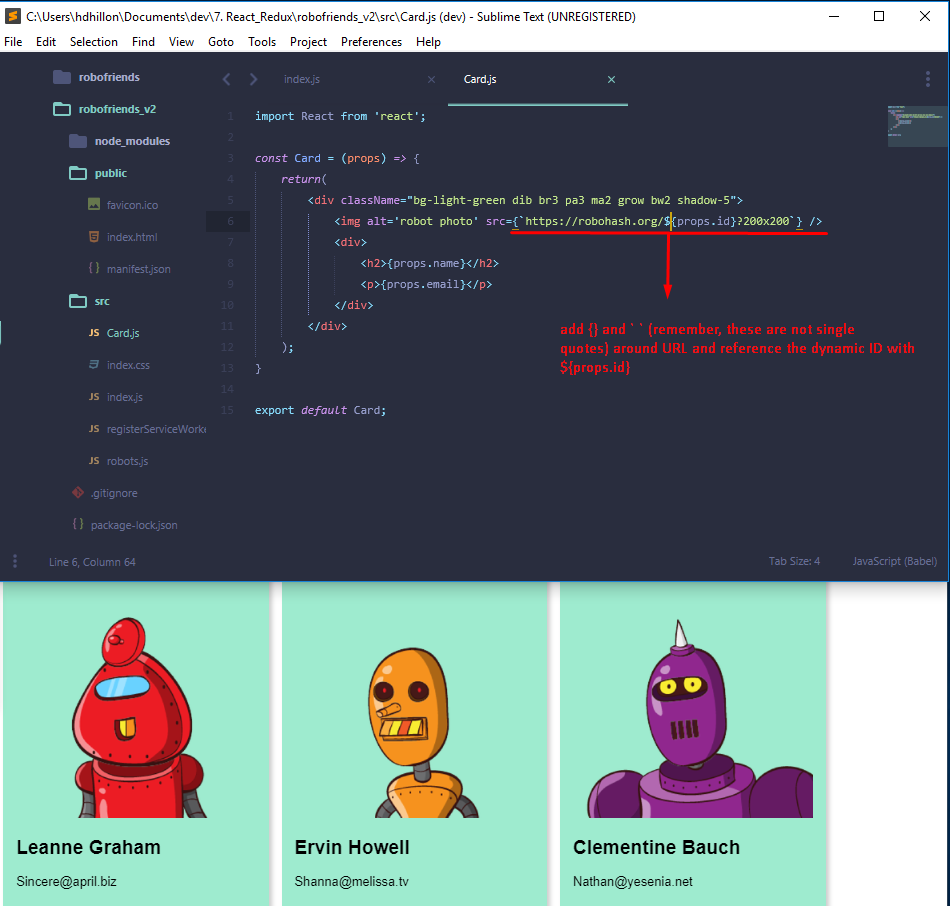 C:\Users\hdhillon\Documents\dev\7. React_Redux\robofriends_v2\src\Card.js (dev) - Sublime Text (UNREGISTERED)
File Edit Selection Find View Goto Tools Project Preferences Help
robofriends
robofriends_v2
node_modules
public
favicon.ico
index.html
manifest.json
src
JS Card.js
index.css
JS index.js
JS registerServiceWorke
JS robots.js
.gitignore
package-lock.json
index.js
Card.js
1 import React from 'react';
2
3 const Card = (props) => {
4 return(
5 <div className="bg-light-green dib br3 pa3 ma2 grow bw2 shadow-5">
6 <img alt='robot photo' src={`https://robohash.org/${props.id}?200x200`} />
7 <div>
8 <h2>{props.name}</h2>
9 <p>{props.email}</p>
10 </div>
11 </div>
12 );
13 }
14
15 export default Card;
add {} and ` ` (remember, these are not single
quotes) around URL and reference the dynamic ID with
${props.id}
Line 6, Column 64
Tab Size: 4
JavaScript (Babel)
Leanne Graham
Sincere@april.biz
Ervin Howell
Shanna@melissa.tv
Clementine Bauch
Nathan@yesenia.net